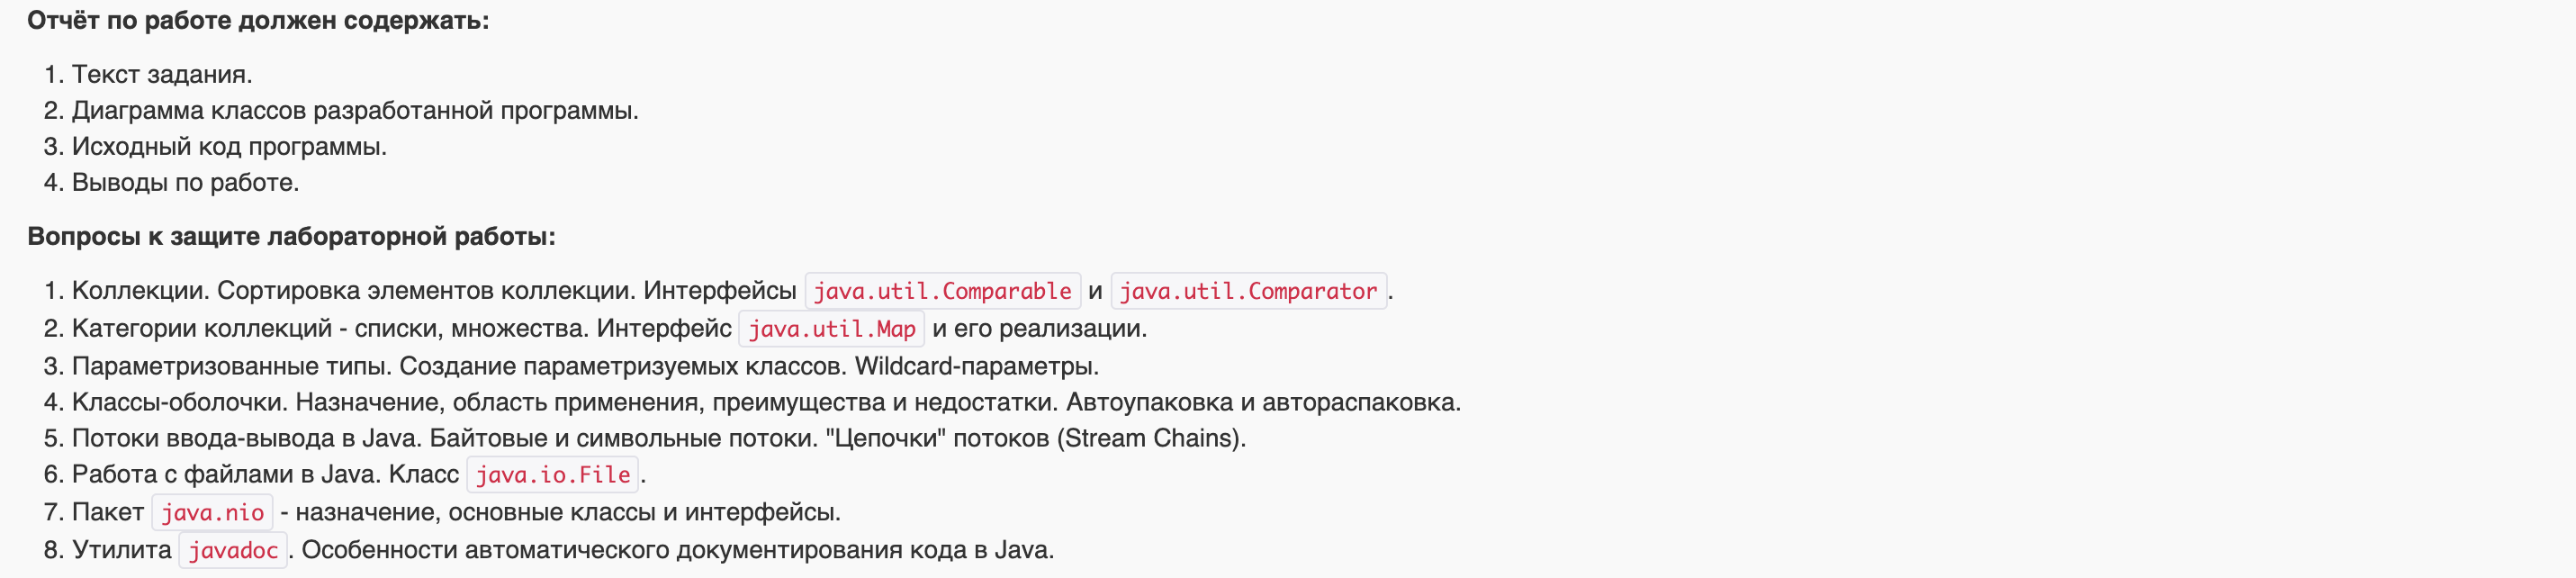 Отчёт по работе должен содержать:
1. Текст задания.
2. Диаграмма классов разработанной программы.
3. Исходный код программы.
4. Выводы по работе.
Вопросы к защите лабораторной работы:
1. Коллекции. Сортировка элементов коллекции. Интерфейсы java.util.Comparable и java.util.Comparator.
2. Категории коллекций - списки, множества. Интерфейс java.util.Map и его реализации.
3. Параметризованные типы. Создание параметризуемых классов. Wildcard-параметры.
4. Классы-оболочки. Назначение, область применения, преимущества и недостатки. Автоупаковка и автораспаковка.
5. Потоки ввода-вывода в Java. Байтовые и символьные потоки. "Цепочки" потоков (Stream Chains).
6. Работа с файлами в Java. Класс java.io.File.
7. Пакет java.nio - назначение, основные классы и интерфейсы.
8. Утилита javadoc. Особенности автоматического документирования кода в Java.